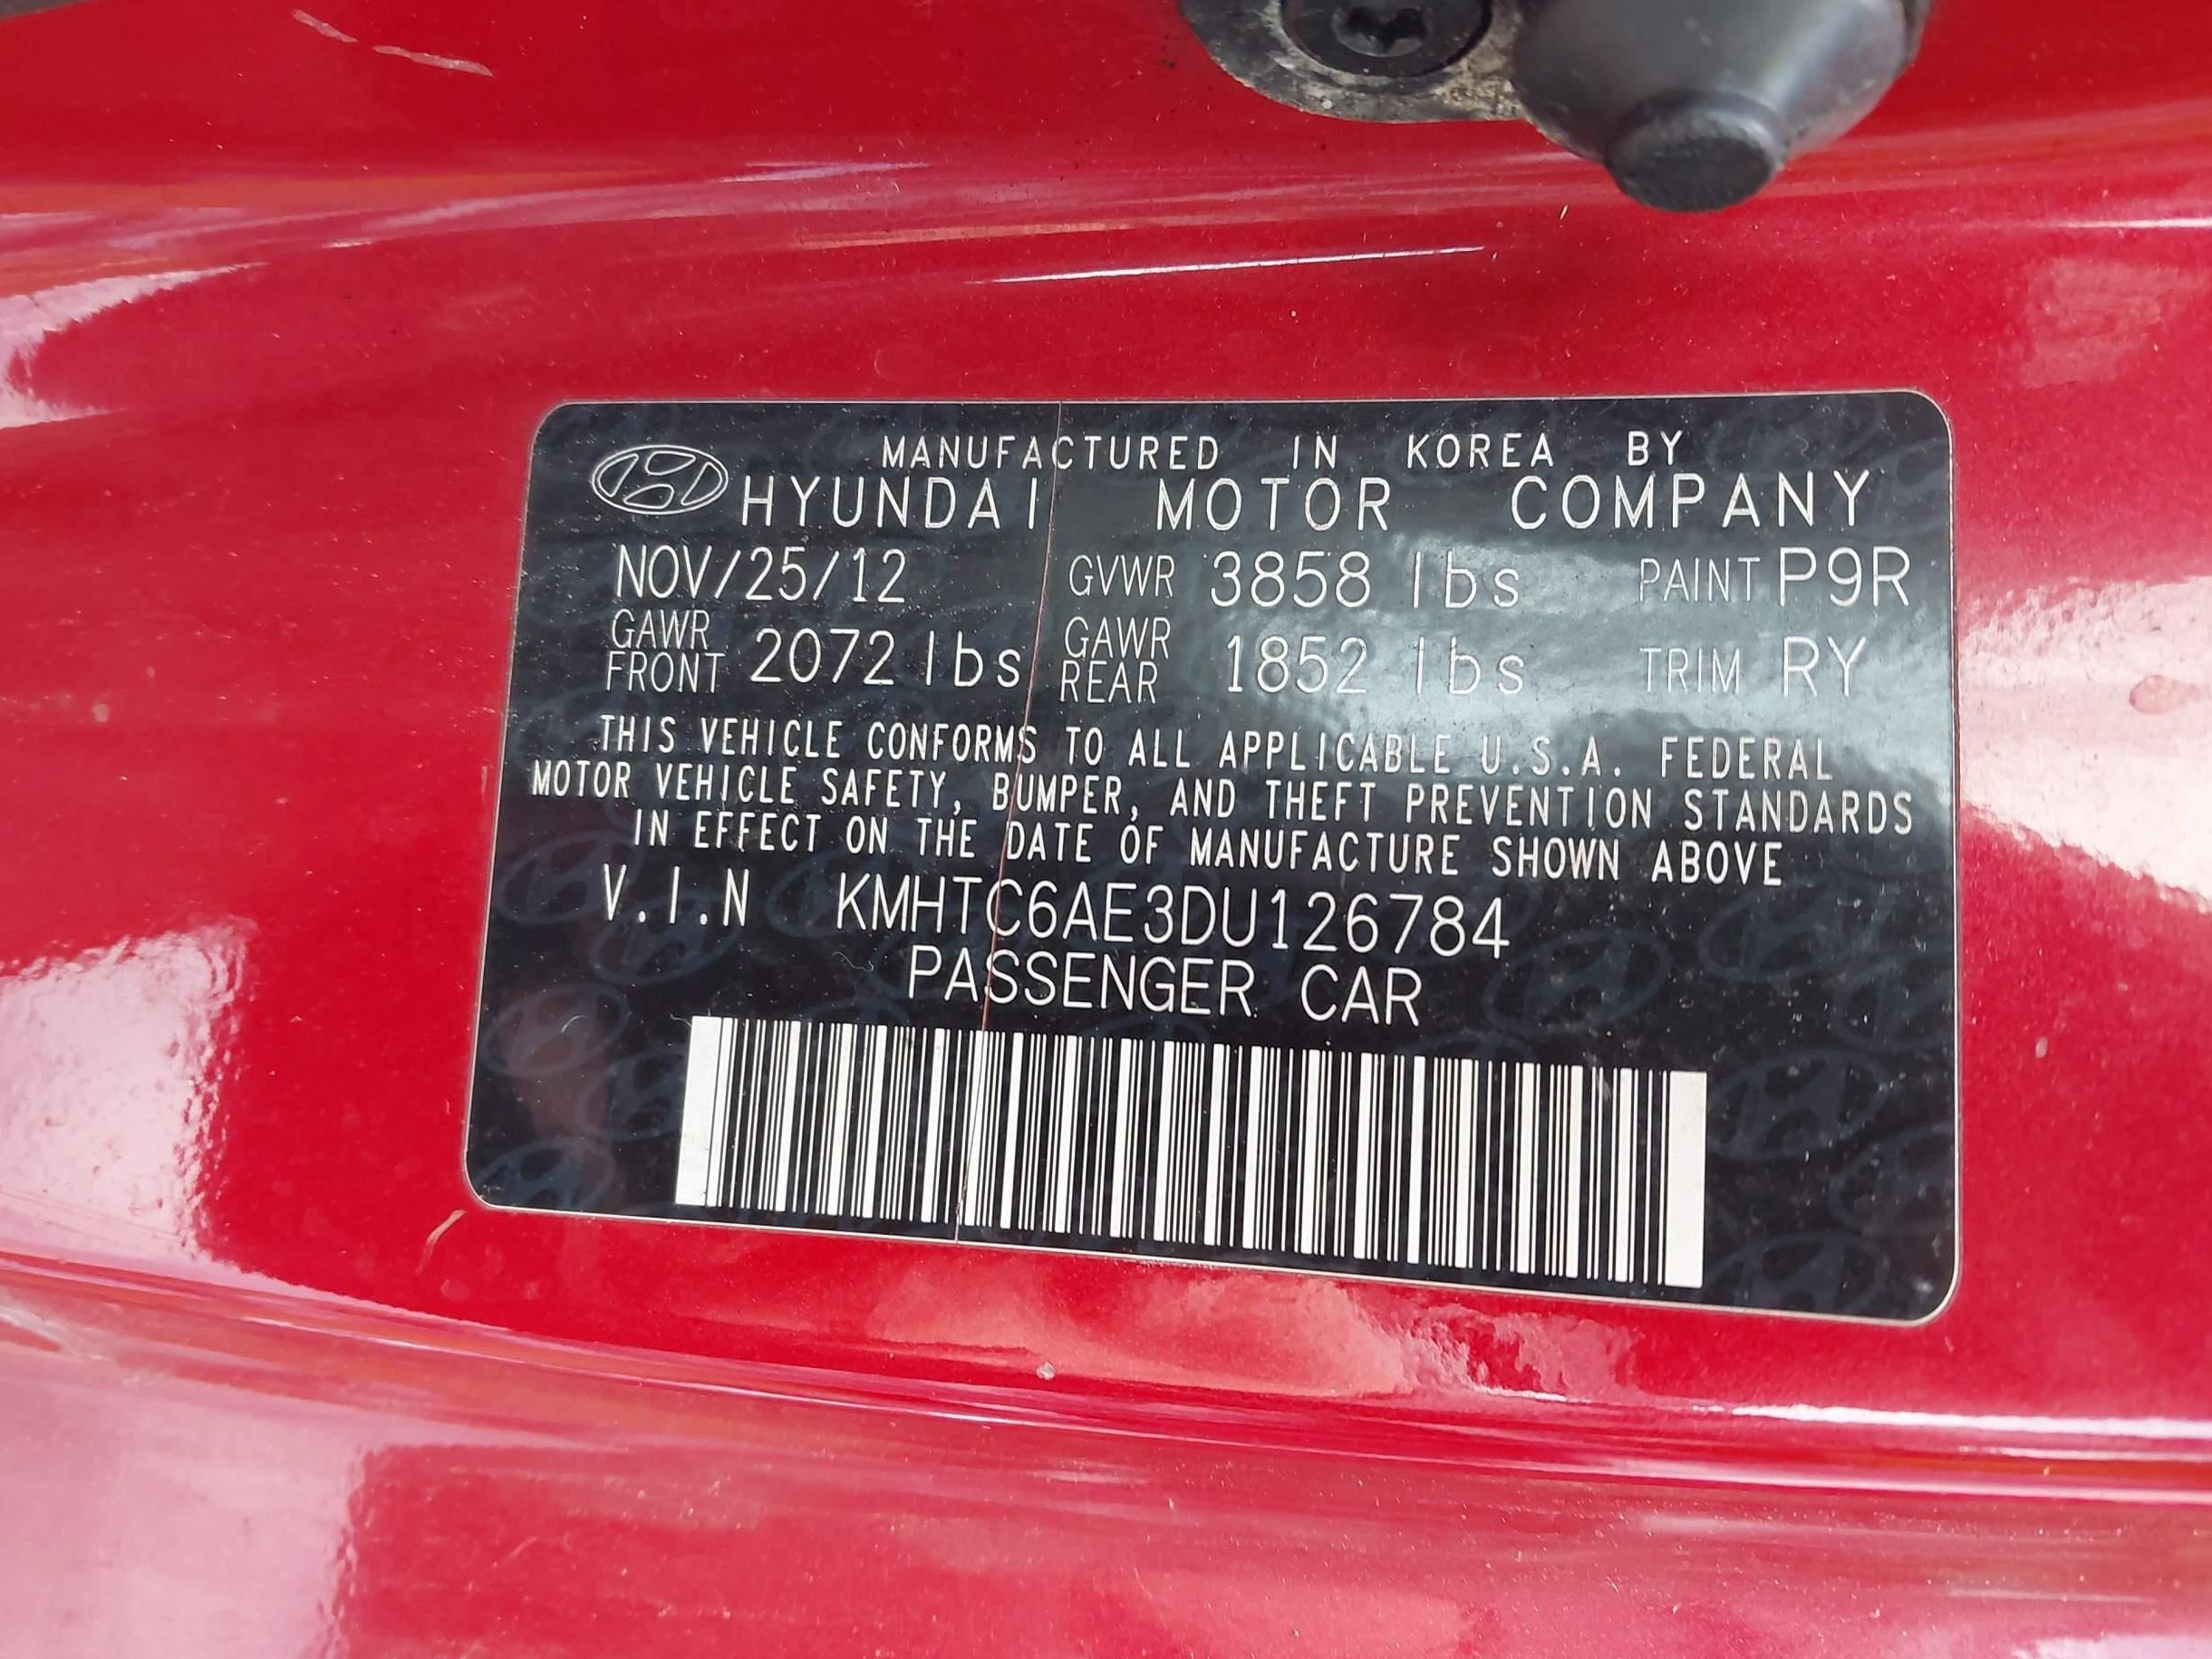 MANUFACTURED IN KOREA BY
HYUNDAI MOTOR COMPANY
NOV/25/12 GVWR 3858 lbs PAINT P9R
GAWR FRONT 2072 lbs GAWR REAR 1852 lbs TRIM RY
THIS VEHICLE CONFORMS TO ALL APPLICABLE U.S.A. FEDERAL
MOTOR VEHICLE SAFETY, BUMPER, AND THEFT PREVENTION STANDARDS
IN EFFECT ON THE DATE OF MANUFACTURE SHOWN ABOVE
V.I.N KMHTC6AE3DU126784
PASSENGER CAR